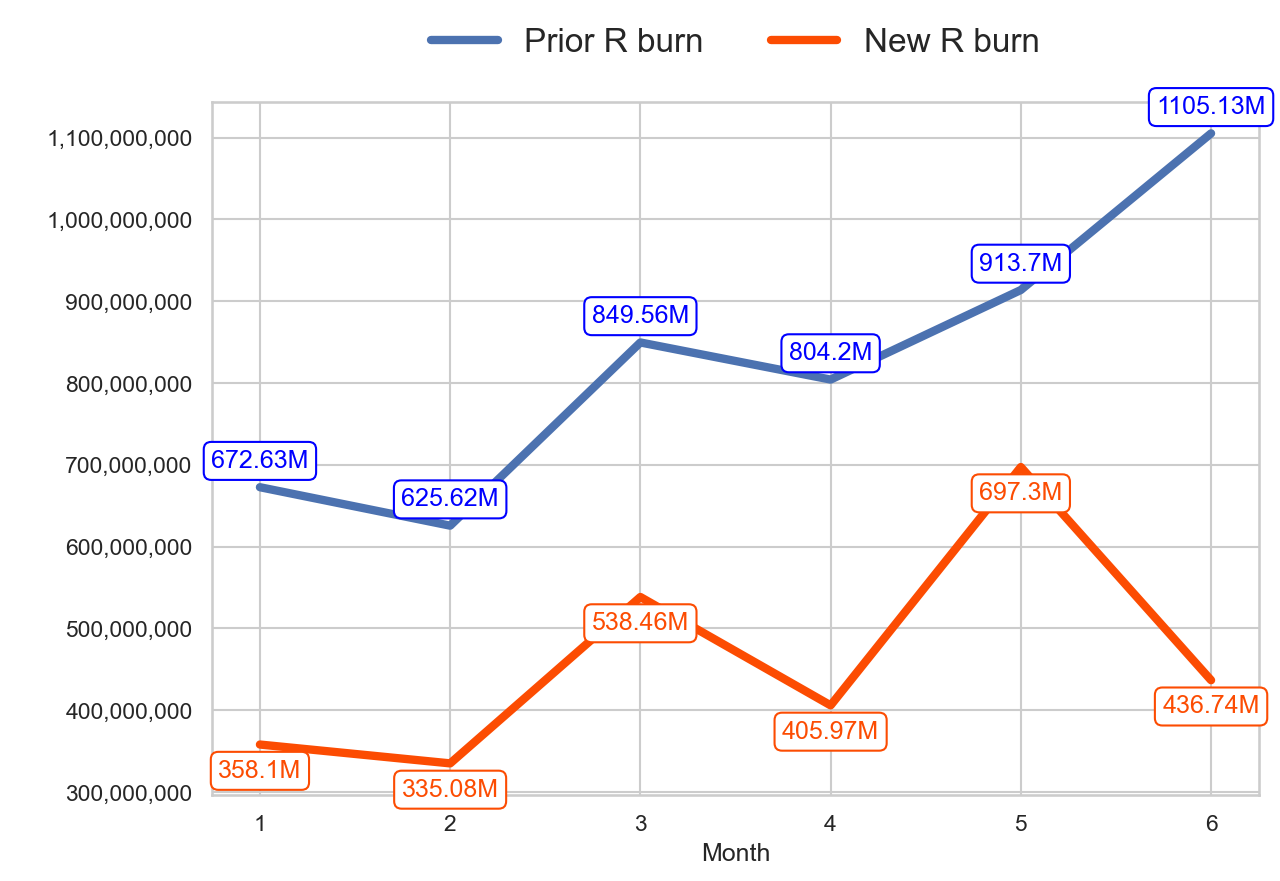 Prior R burn New R burn
1105.13M
1,100,000,000
1,000,000,000
913.7M
900,000,000
849.56M
804.2M
800,000,000
672.63M
700,000,000
625.62M
697.3M
600,000,000
538.46M
500,000,000
400,000,000
436.74M
405.97M
358.1M
335.08M
300,000,000
1 2 3 4 5 6
Month